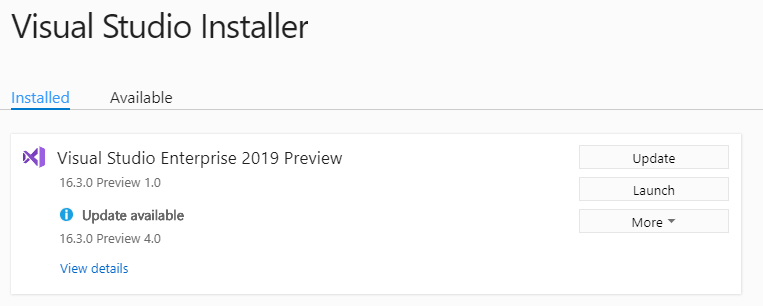 Visual Studio Installer
Installed Available
Visual Studio Enterprise 2019 Preview
16.3.0 Preview 1.0
Update available
16.3.0 Preview 4.0
View details
Update
Launch
More